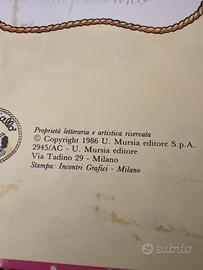 Proprietà letteraria e artistica riservata
© Copyright 1986 U. Mursia editore S.p.A.
2945/AC - U. Mursia editore
Via Tadino 29 - Milano
Stampa: Incontri Grafici - Milano
subito